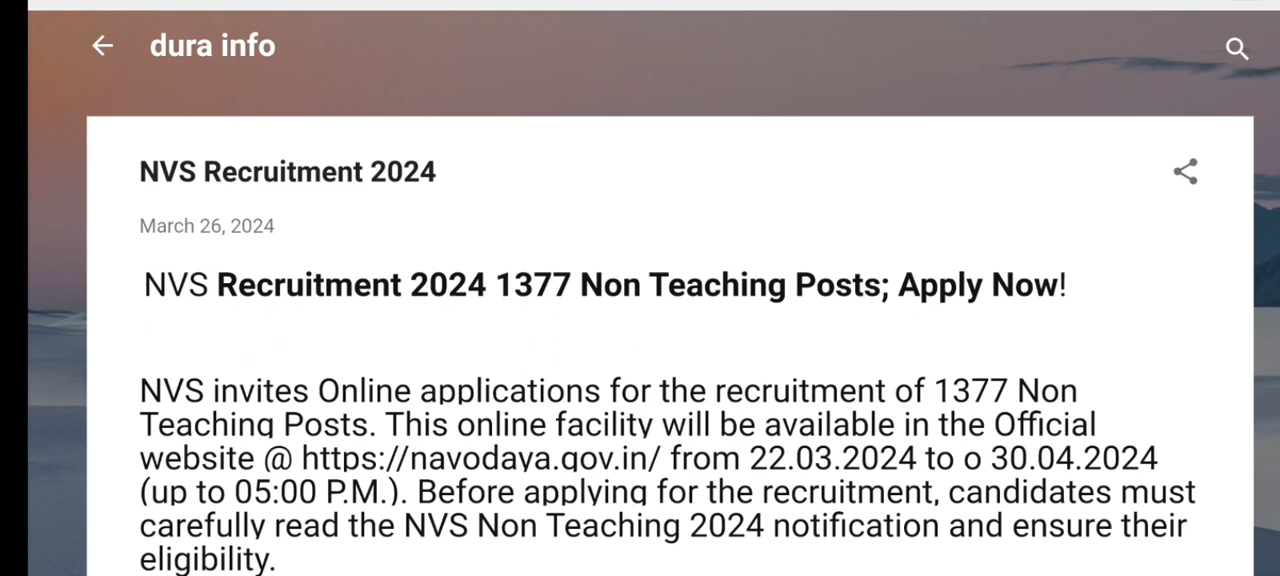 dura info
NVS Recruitment 2024
March 26, 2024
NVS Recruitment 2024 1377 Non Teaching Posts; Apply Now!
NVS invites Online applications for the recruitment of 1377 Non
Teaching Posts. This online facility will be available in the Official
website @ https://navodaya.gov.in/ from 22.03.2024 to o 30.04.2024
(up to 05:00 P.M.). Before applying for the recruitment, candidates must
carefully read the NVS Non Teaching 2024 notification and ensure their
eligibility.